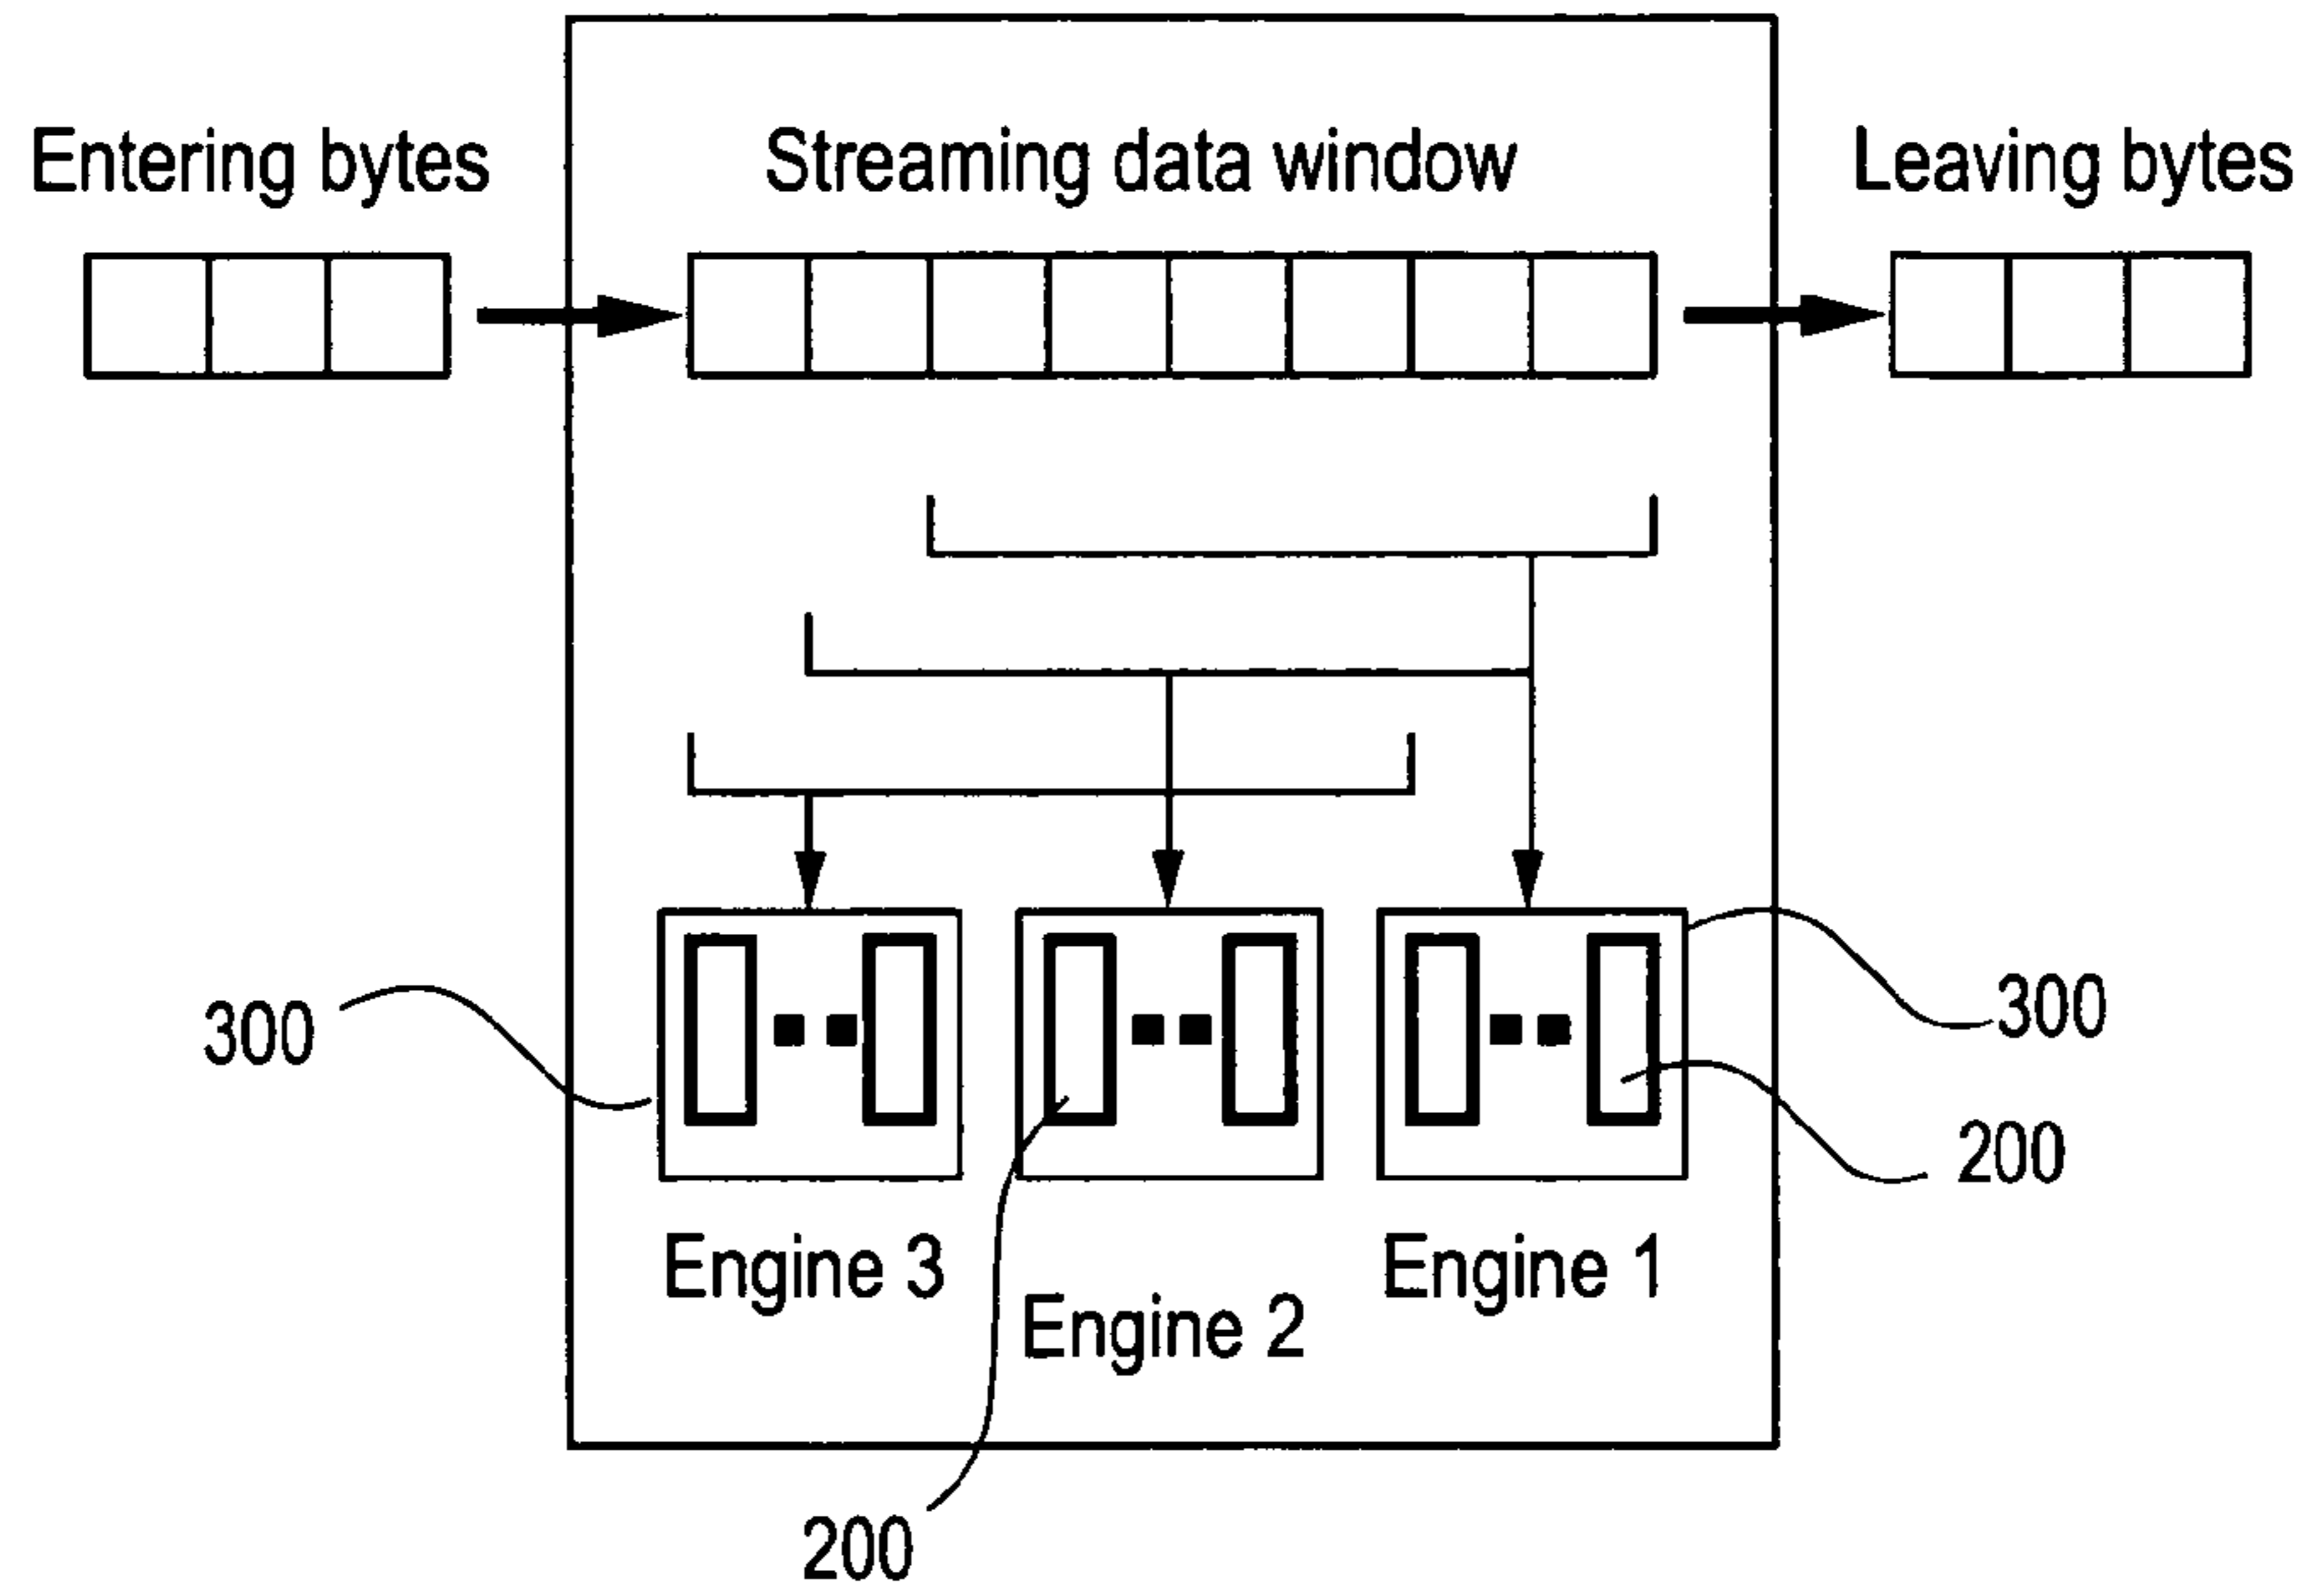 Entering bytes
Streaming data window
Leaving bytes
300
300
200
Engine 3
Engine 2
Engine 1
200